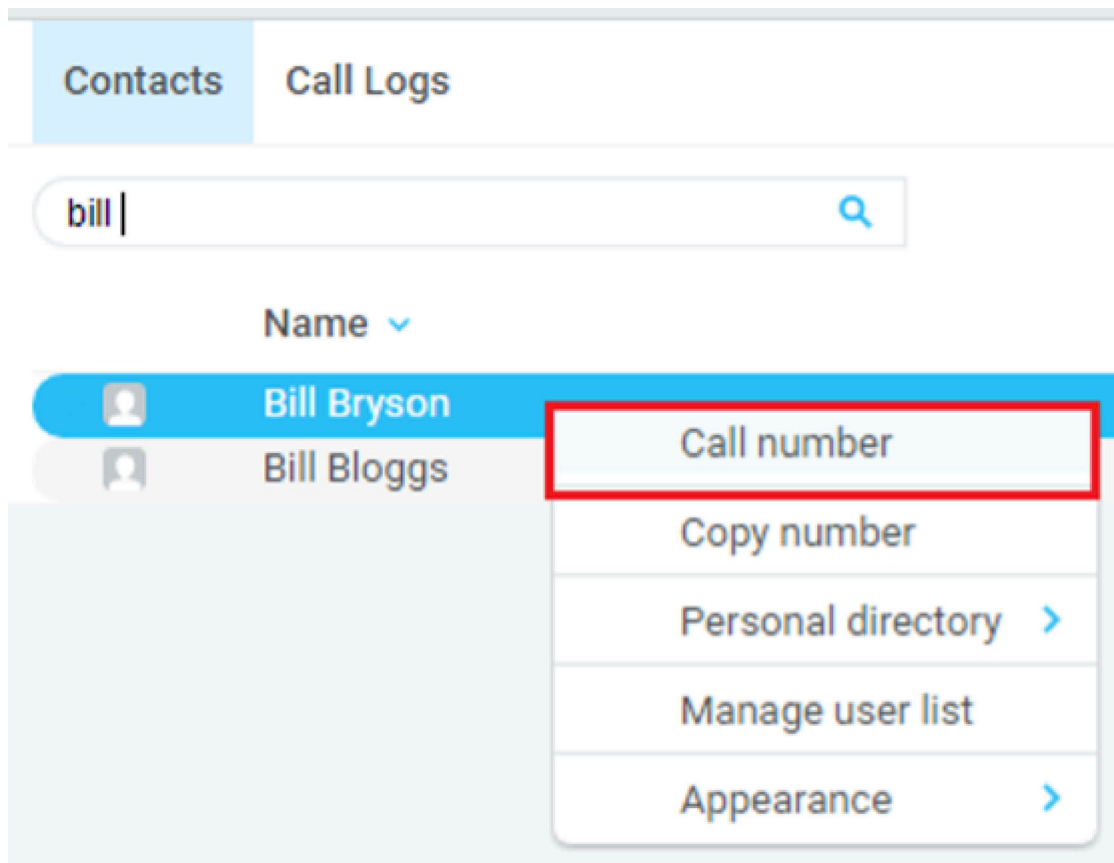 Contacts Call Logs
bill
Name
Bill Bryson
Call number
Bill Bloggs
Copy number
Personal directory
Manage user list
Appearance